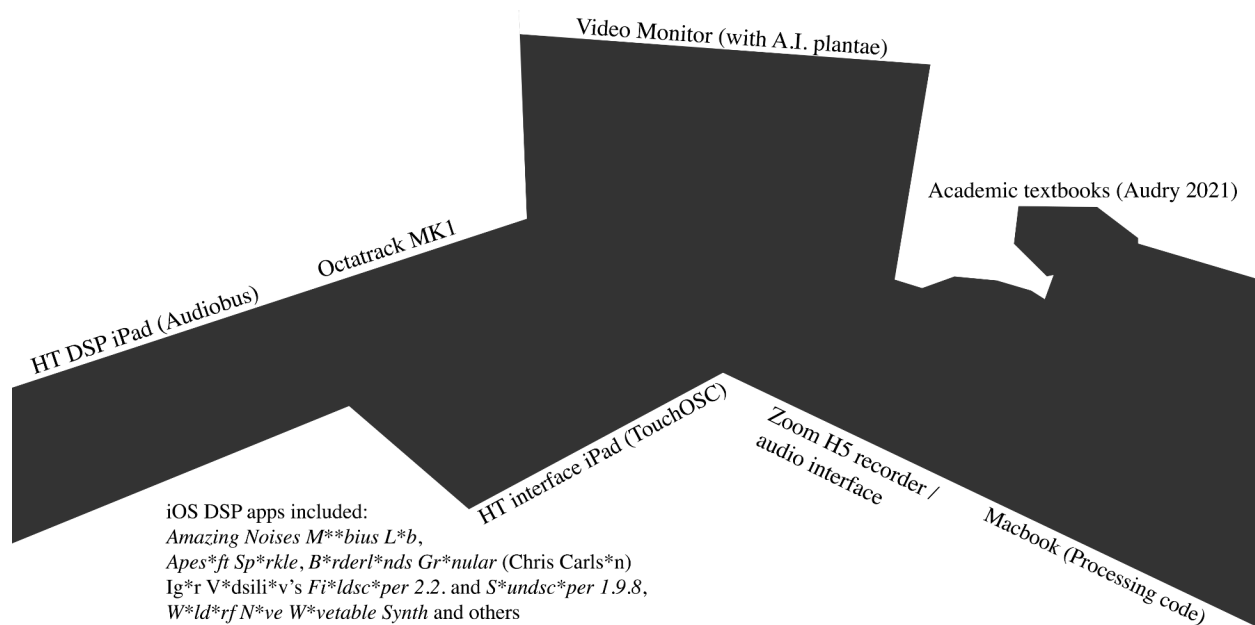 Video Monitor (with A.I. plantae)
Academic textbooks (Audry 2021)
Octatrack MK1
HT DSP iPad (Audiobus)
HT interface iPad (TouchOSC)
Zoom H5 recorder /
audio interface
Macbook (Processing code)
iOS DSP apps included:
Amazing Noises M**bius L*b,
Apes*ft Sp*rkle, B*rderl*nds Gr*nular (Chris Carls*n)
Ig*r V*dsili*v's Fi*ldsc*per 2.2. and S*undsc*per 1.9.8,
W*ld*rf N*ve W*vetable Synth and others